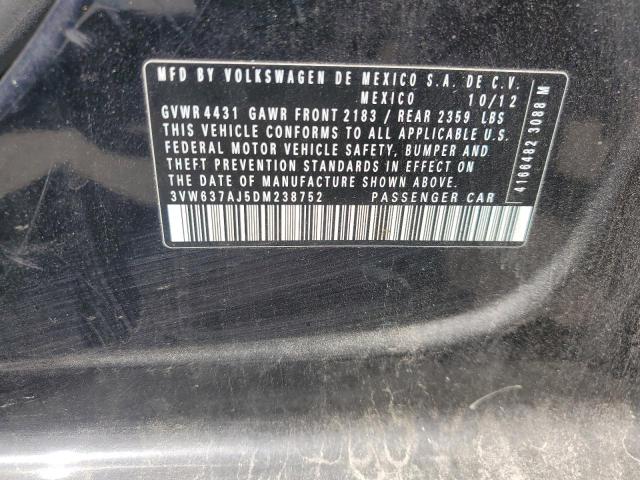 MFD BY VOLKSWAGEN DE MEXICO S.A. DE C.V.
MEXICO 10/12
GVWR 4431 GAWR FRONT 2183 / REAR 2359 LBS
THIS VEHICLE CONFORMS TO ALL APPLICABLE U.S.
FEDERAL MOTOR VEHICLE SAFETY, BUMPER AND
THEFT PREVENTION STANDARDS IN EFFECT ON
THE DATE OF MANUFACTURE SHOWN ABOVE.
3VW637AJ5DM238752 PASSENGER CAR
4166482 3088 M